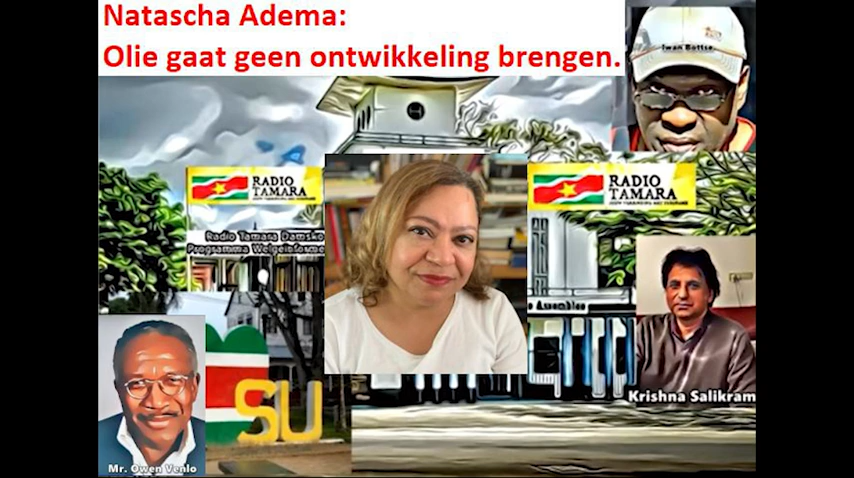 Natascha Adema:
Olie gaat geen ontwikkeling brengen.
Iwan Bottse
RADIO
TAMARA
RADIO
TAMARA
Radio Tamara Damsko
Programma Welgeinformeerd
Assemblee
SU
Krishna Salikram
Mr. Owen Venlo